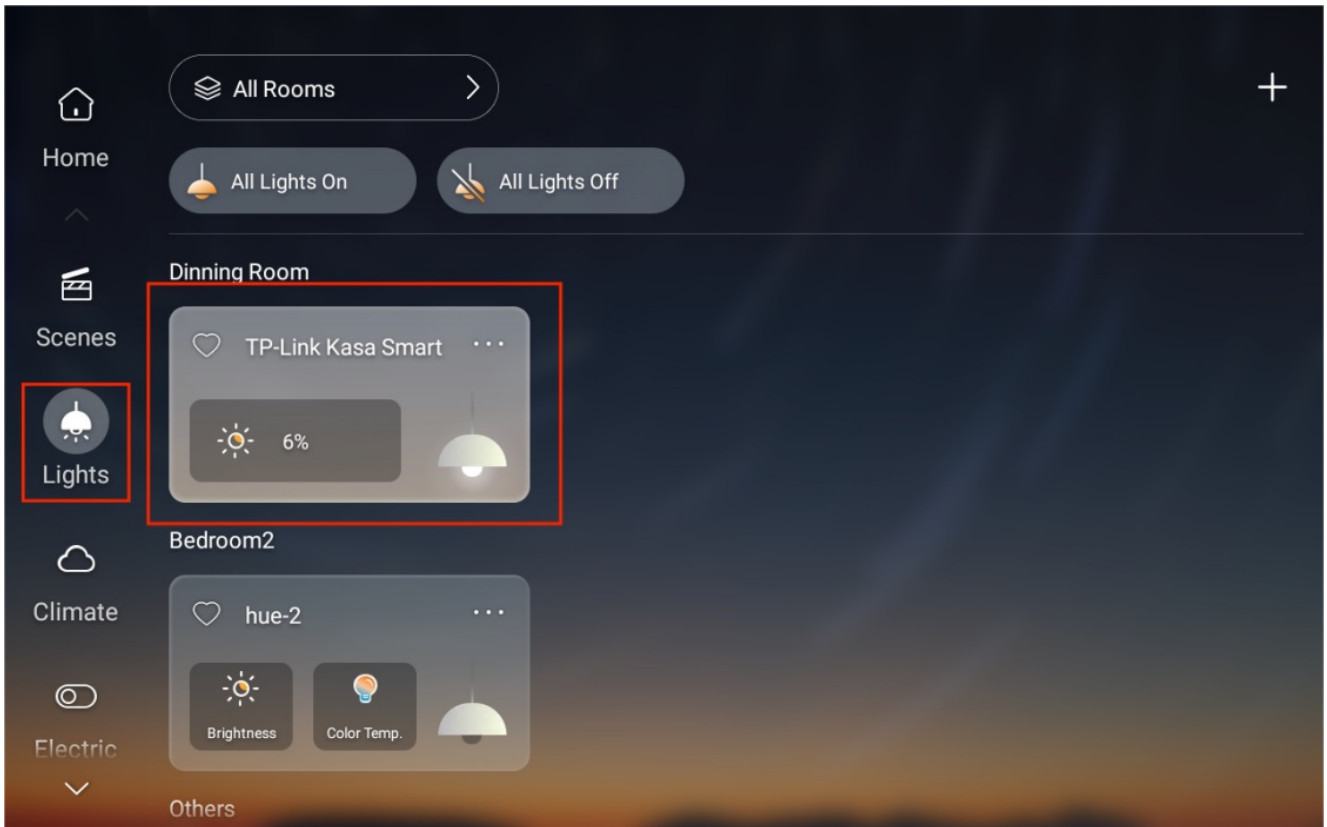 Home
Scenes
Lights
Climate
Electric
All Rooms
All Lights On
All Lights Off
Dinning Room
TP-Link Kasa Smart
6%
Bedroom2
hue-2
Brightness
Color Temp.
Others